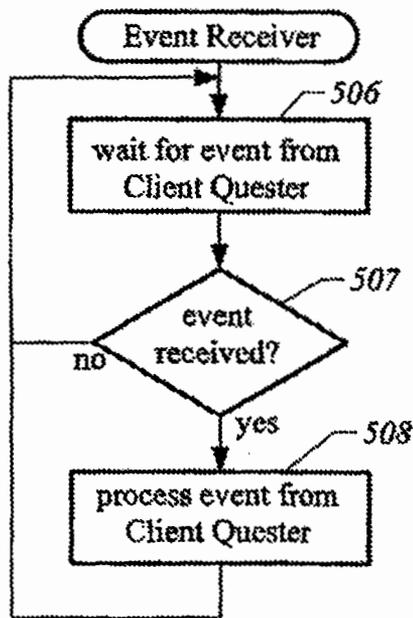 Event Receiver
506
wait for event from
Client Quester
507
event
received?
no
yes
508
process event from
Client Quester